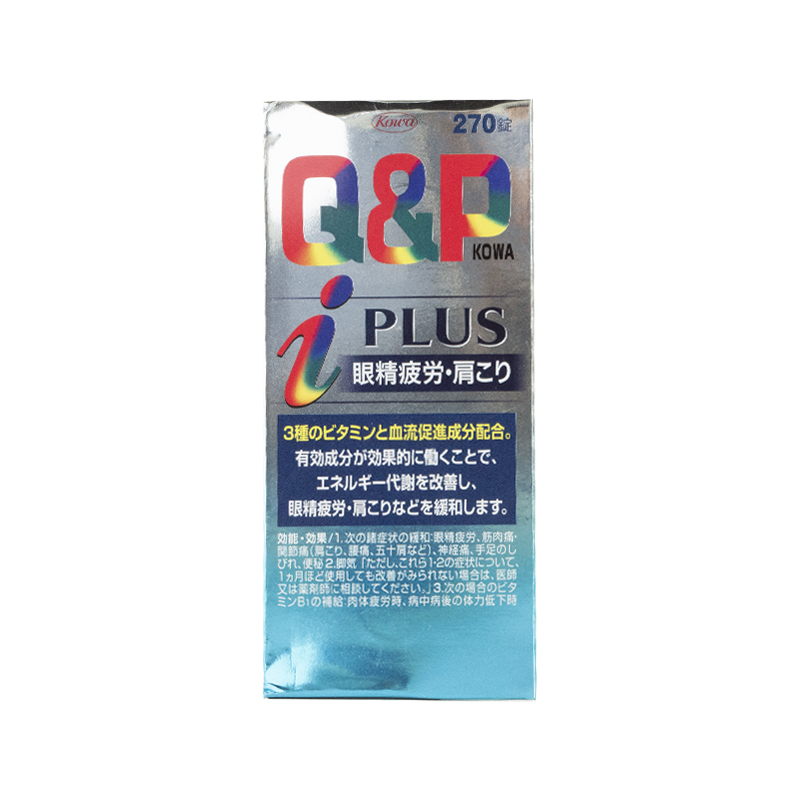 Kowa
270錠
Q&P
KOWA
i PLUS
眼精疲労・肩こり
3種のビタミンと血流促進成分配合。
有効成分が効果的に働くことで、
エネルギー代謝を改善し、
眼精疲労・肩こりなどを緩和します。
効能・効果/1.次の諸症状の緩和:眼精疲労、筋肉痛・
関節痛(肩こり、腰痛、五十肩など)、神経痛、手足のし
びれ、便秘 2.脚気 「ただし、これら1・2の症状について、
1ヵ月ほど使用しても改善がみられない場合は、医師
又は薬剤師に相談してください。」 3.次の場合のビタ
ミンB₁の補給:肉体疲労時、病中病後の体力低下時